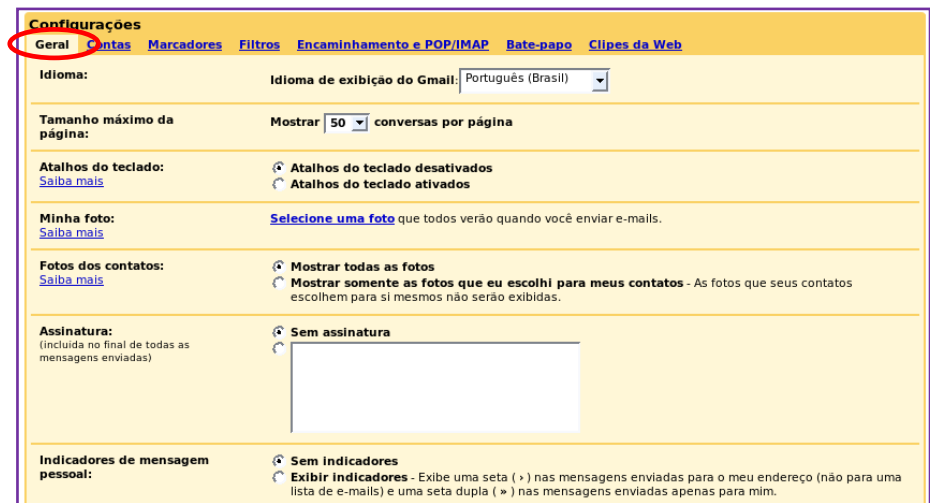 Configurações
Geral Contas Marcadores Filtros Encaminhamento e POP/IMAP Bate-papo Clipes da Web
Idioma: Idioma de exibição do Gmail: Português (Brasil)
Tamanho máximo da página: Mostrar 50 conversas por página
Atalhos do teclado: Atalhos do teclado desativados
Saiba mais Atalhos do teclado ativados
Minha foto: Selecione uma foto que todos verão quando você enviar e-mails.
Saiba mais
Fotos dos contatos: Mostrar todas as fotos
Saiba mais Mostrar somente as fotos que eu escolhi para meus contatos - As fotos que seus contatos
escolhem para si mesmos não serão exibidas.
Assinatura: Sem assinatura
(incluida no final de todas as
mensagens enviadas)
Indicadores de mensagem Sem indicadores
pessoal: Exibir indicadores - Exibe uma seta ( › ) nas mensagens enviadas para o meu endereço (não para uma
lista de e-mails) e uma seta dupla ( » ) nas mensagens enviadas apenas para mim.